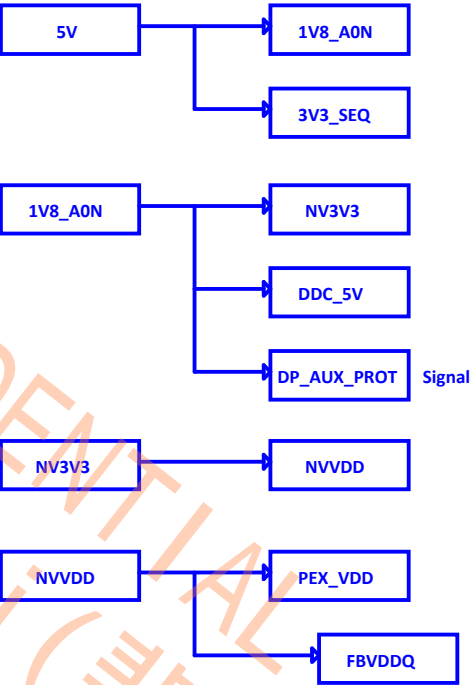 5V
1V8_A0N
3V3_SEQ
1V8_A0N
NV3V3
DDC_5V
DP_AUX_PROT Signal
NV3V3
NVVDD
NVVDD
PEX_VDD
FBVDDQ